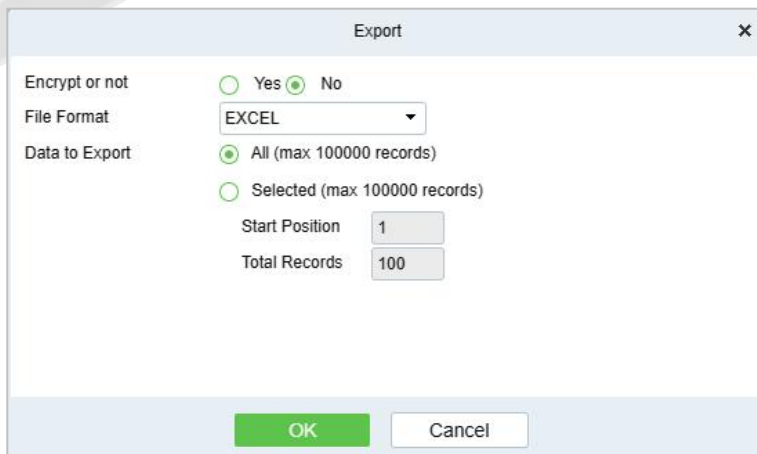 Export
Encrypt or not Yes No
File Format EXCEL
Data to Export All (max 100000 records)
Selected (max 100000 records)
Start Position 1
Total Records 100
OK Cancel